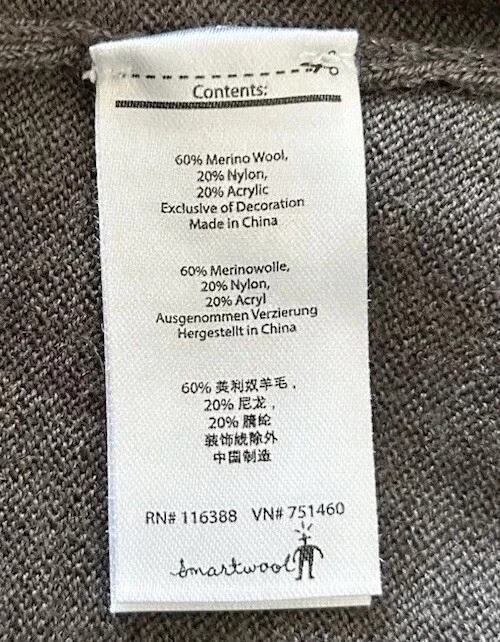 Contents:
60% Merino Wool,
20% Nylon,
20% Acrylic
Exclusive of Decoration
Made in China
60% Merinowolle,
20% Nylon,
20% Acryl
Ausgenommen Verzierung
Hergestellt in China
60% 美利奴羊毛，
20% 尼龙，
20% 腈纶
装饰线除外
中国制造
RN# 116388 VN# 751460
Smartwool